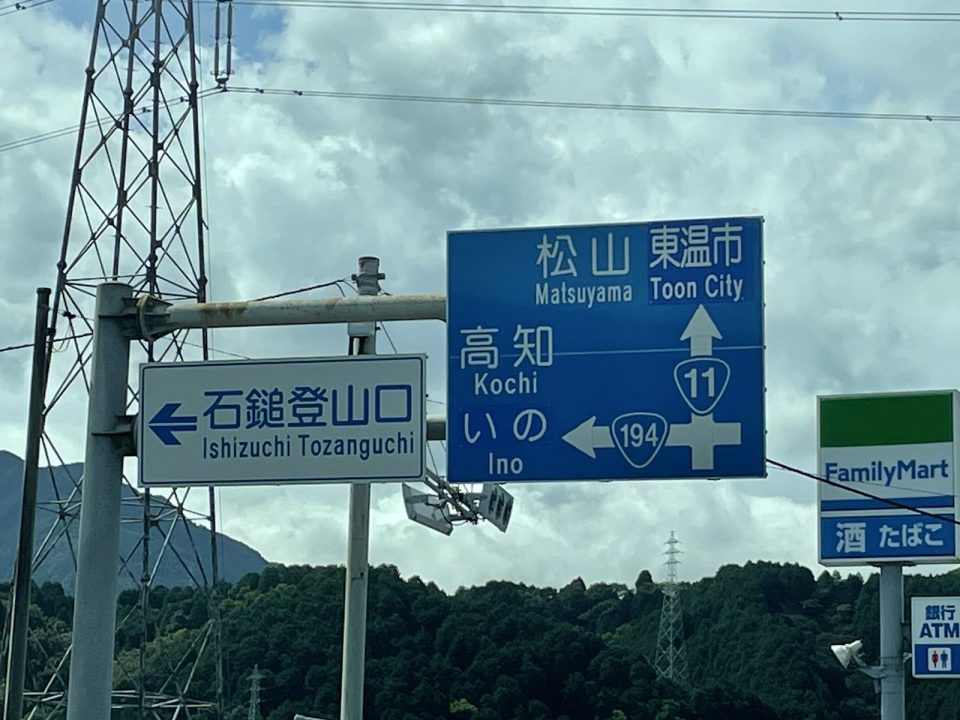 松山 東温市
Matsuyama Toon City
高知
Kochi
11
いの
194
Ino
石鎚登山口
Ishizuchi Tozanguchi
FamilyMart
酒 たばこ
銀行
ATM